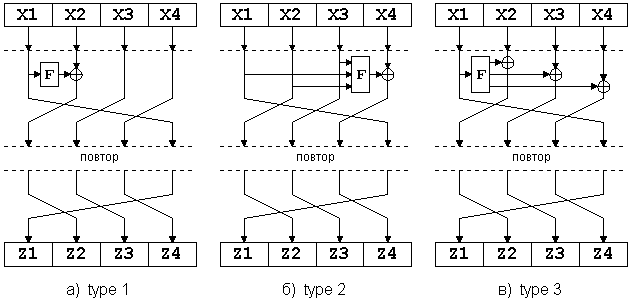 X1 X2 X3 X4 X1 X2 X3 X4 X1 X2 X3 X4
F F F
повтор повтор повтор
Z1 Z2 Z3 Z4 Z1 Z2 Z3 Z4 Z1 Z2 Z3 Z4
а) type 1 б) type 2 в) type 3